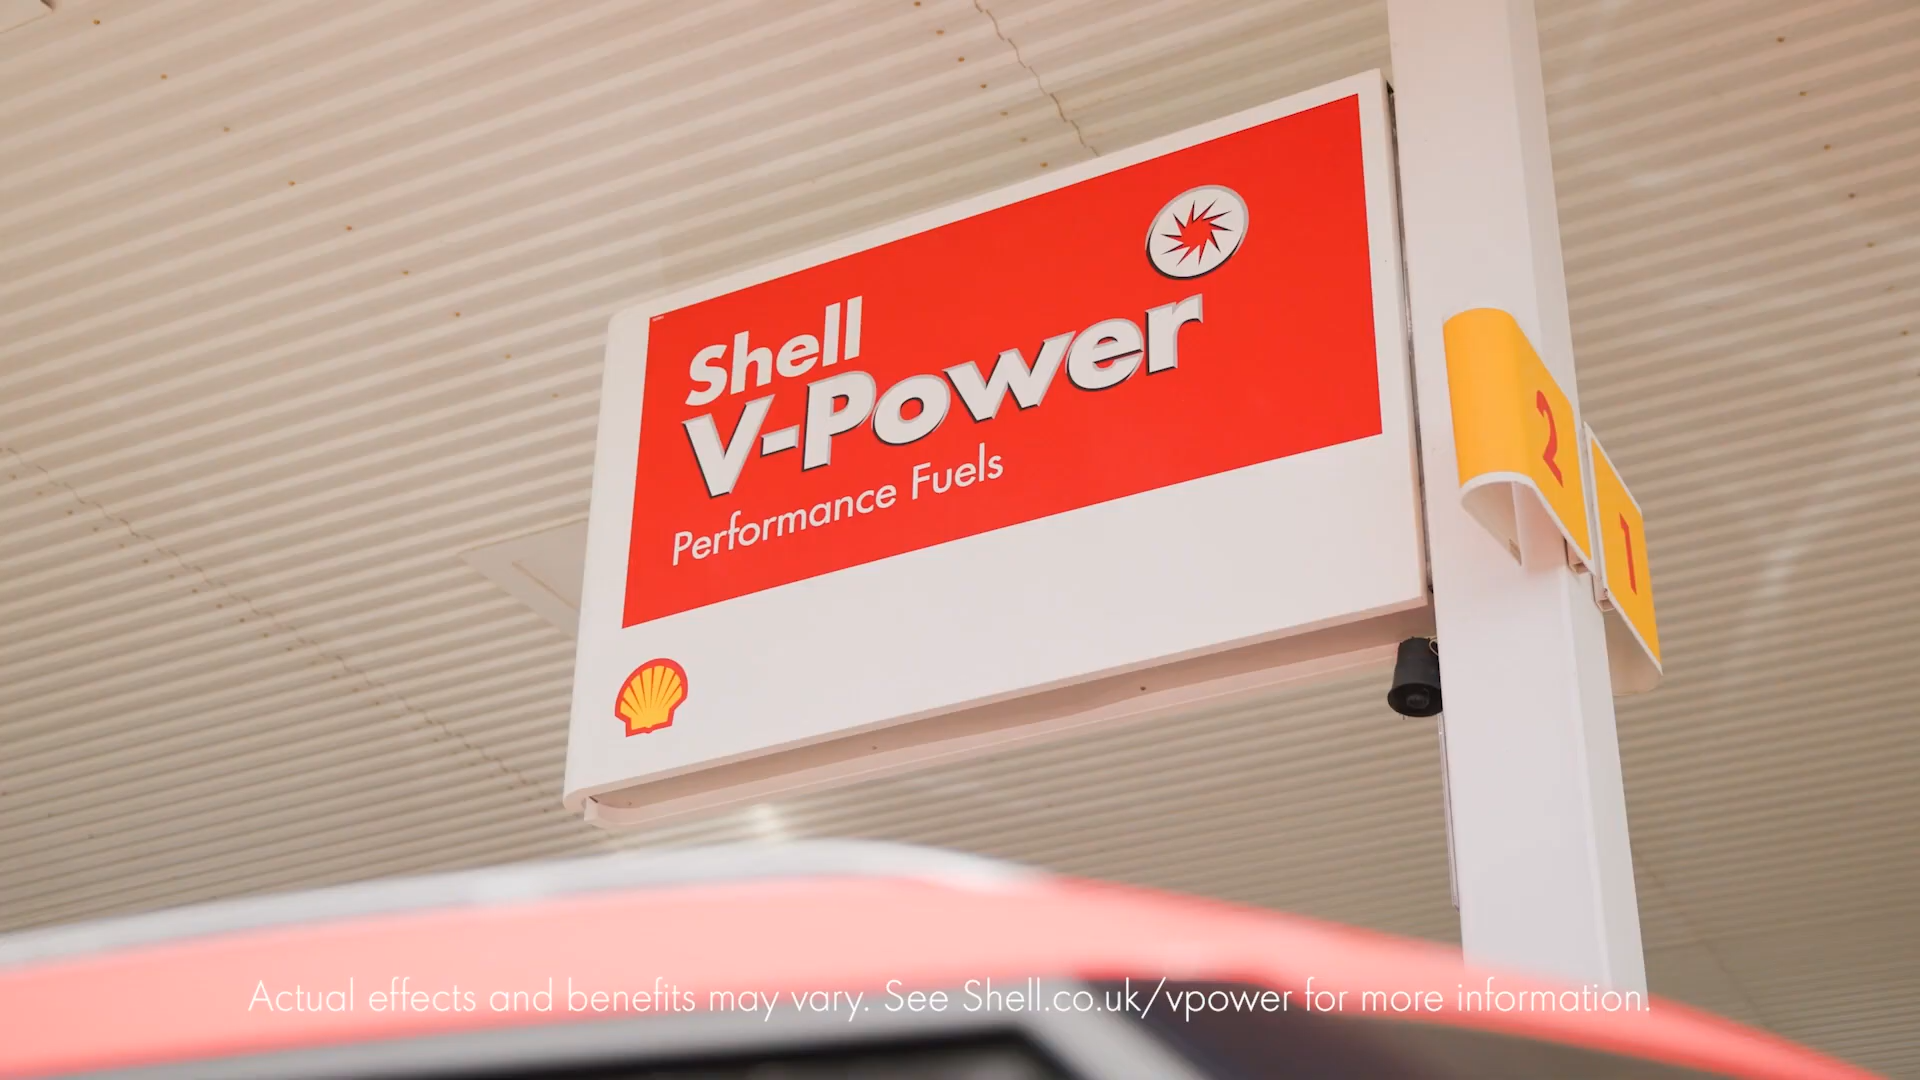 Shell
V-Power
Performance Fuels
2
1
Actual effects and benefits may vary. See Shell.co.uk/vpower for more information.